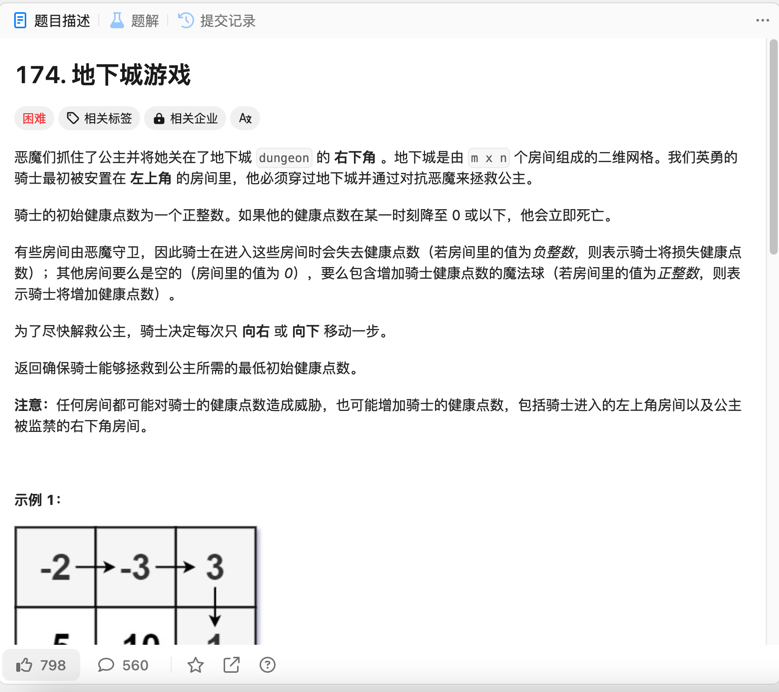 题目描述 题解 提交记录
174. 地下城游戏
困难 相关标签 相关企业 Aあ
恶魔们抓住了公主并将她关在了地下城 dungeon 的 右下角 。地下城是由 m x n 个房间组成的二维网格。我们英勇的
骑士最初被安置在 左上角 的房间里，他必须穿过地下城并通过对抗恶魔来拯救公主。
骑士的初始健康点数为一个正整数。如果他的健康点数在某一时刻降至 0 或以下，他会立即死亡。
有些房间由恶魔守卫，因此骑士在进入这些房间时会失去健康点数（若房间里的值为负整数，则表示骑士将损失健康点
数）；其他房间要么是空的（房间里的值为 0），要么包含增加骑士健康点数的魔法球（若房间里的值为正整数，则表
示骑士将增加健康点数）。
为了尽快解救公主，骑士决定每次只 向右 或 向下 移动一步。
返回确保骑士能够拯救到公主所需的最低初始健康点数。
注意：任何房间都可能对骑士的健康点数造成威胁，也可能增加骑士的健康点数，包括骑士进入的左上角房间以及公主
被监禁的右下角房间。
示例 1：
-2 -3 3
798 560